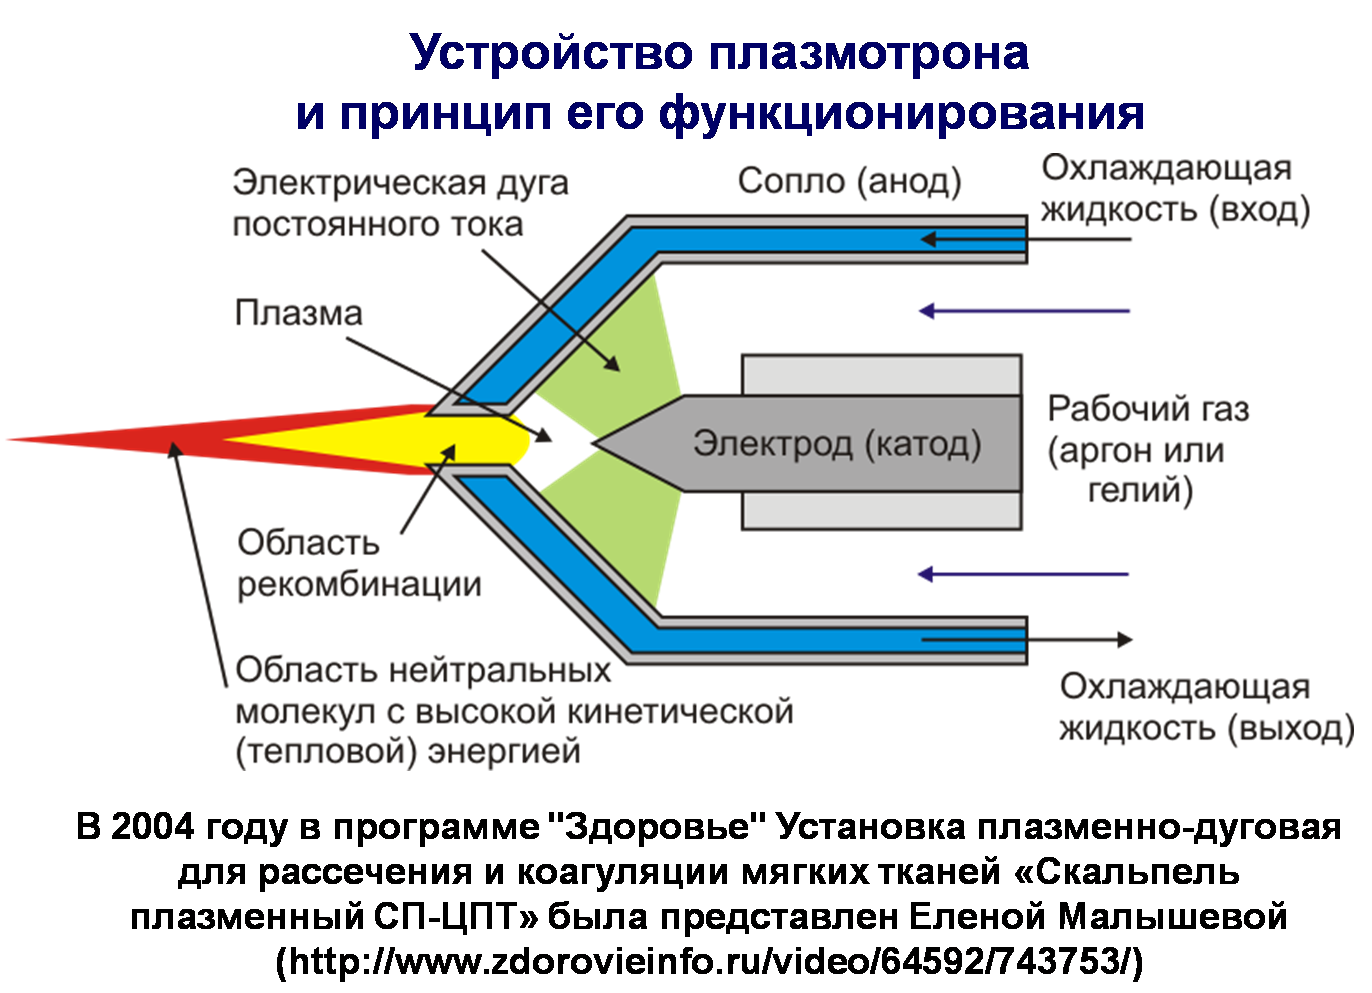 Устройство плазмотрона
и принцип его функционирования
Электрическая дуга
постоянного тока
Сопло (анод)
Охлаждающая
жидкость (вход)
Плазма
Электрод (катод)
Рабочий газ
(аргон или
гелий)
Область
рекомбинации
Область нейтральных
молекул с высокой кинетической
(тепловой) энергией
Охлаждающая
жидкость (выход)
В 2004 году в программе "Здоровье" Установка плазменно-дуговая
для рассечения и коагуляции мягких тканей «Скальпель
плазменный СП-ЦПТ» была представлен Еленой Малышевой
(http://www.zdorovieinfo.ru/video/64592/743753/)